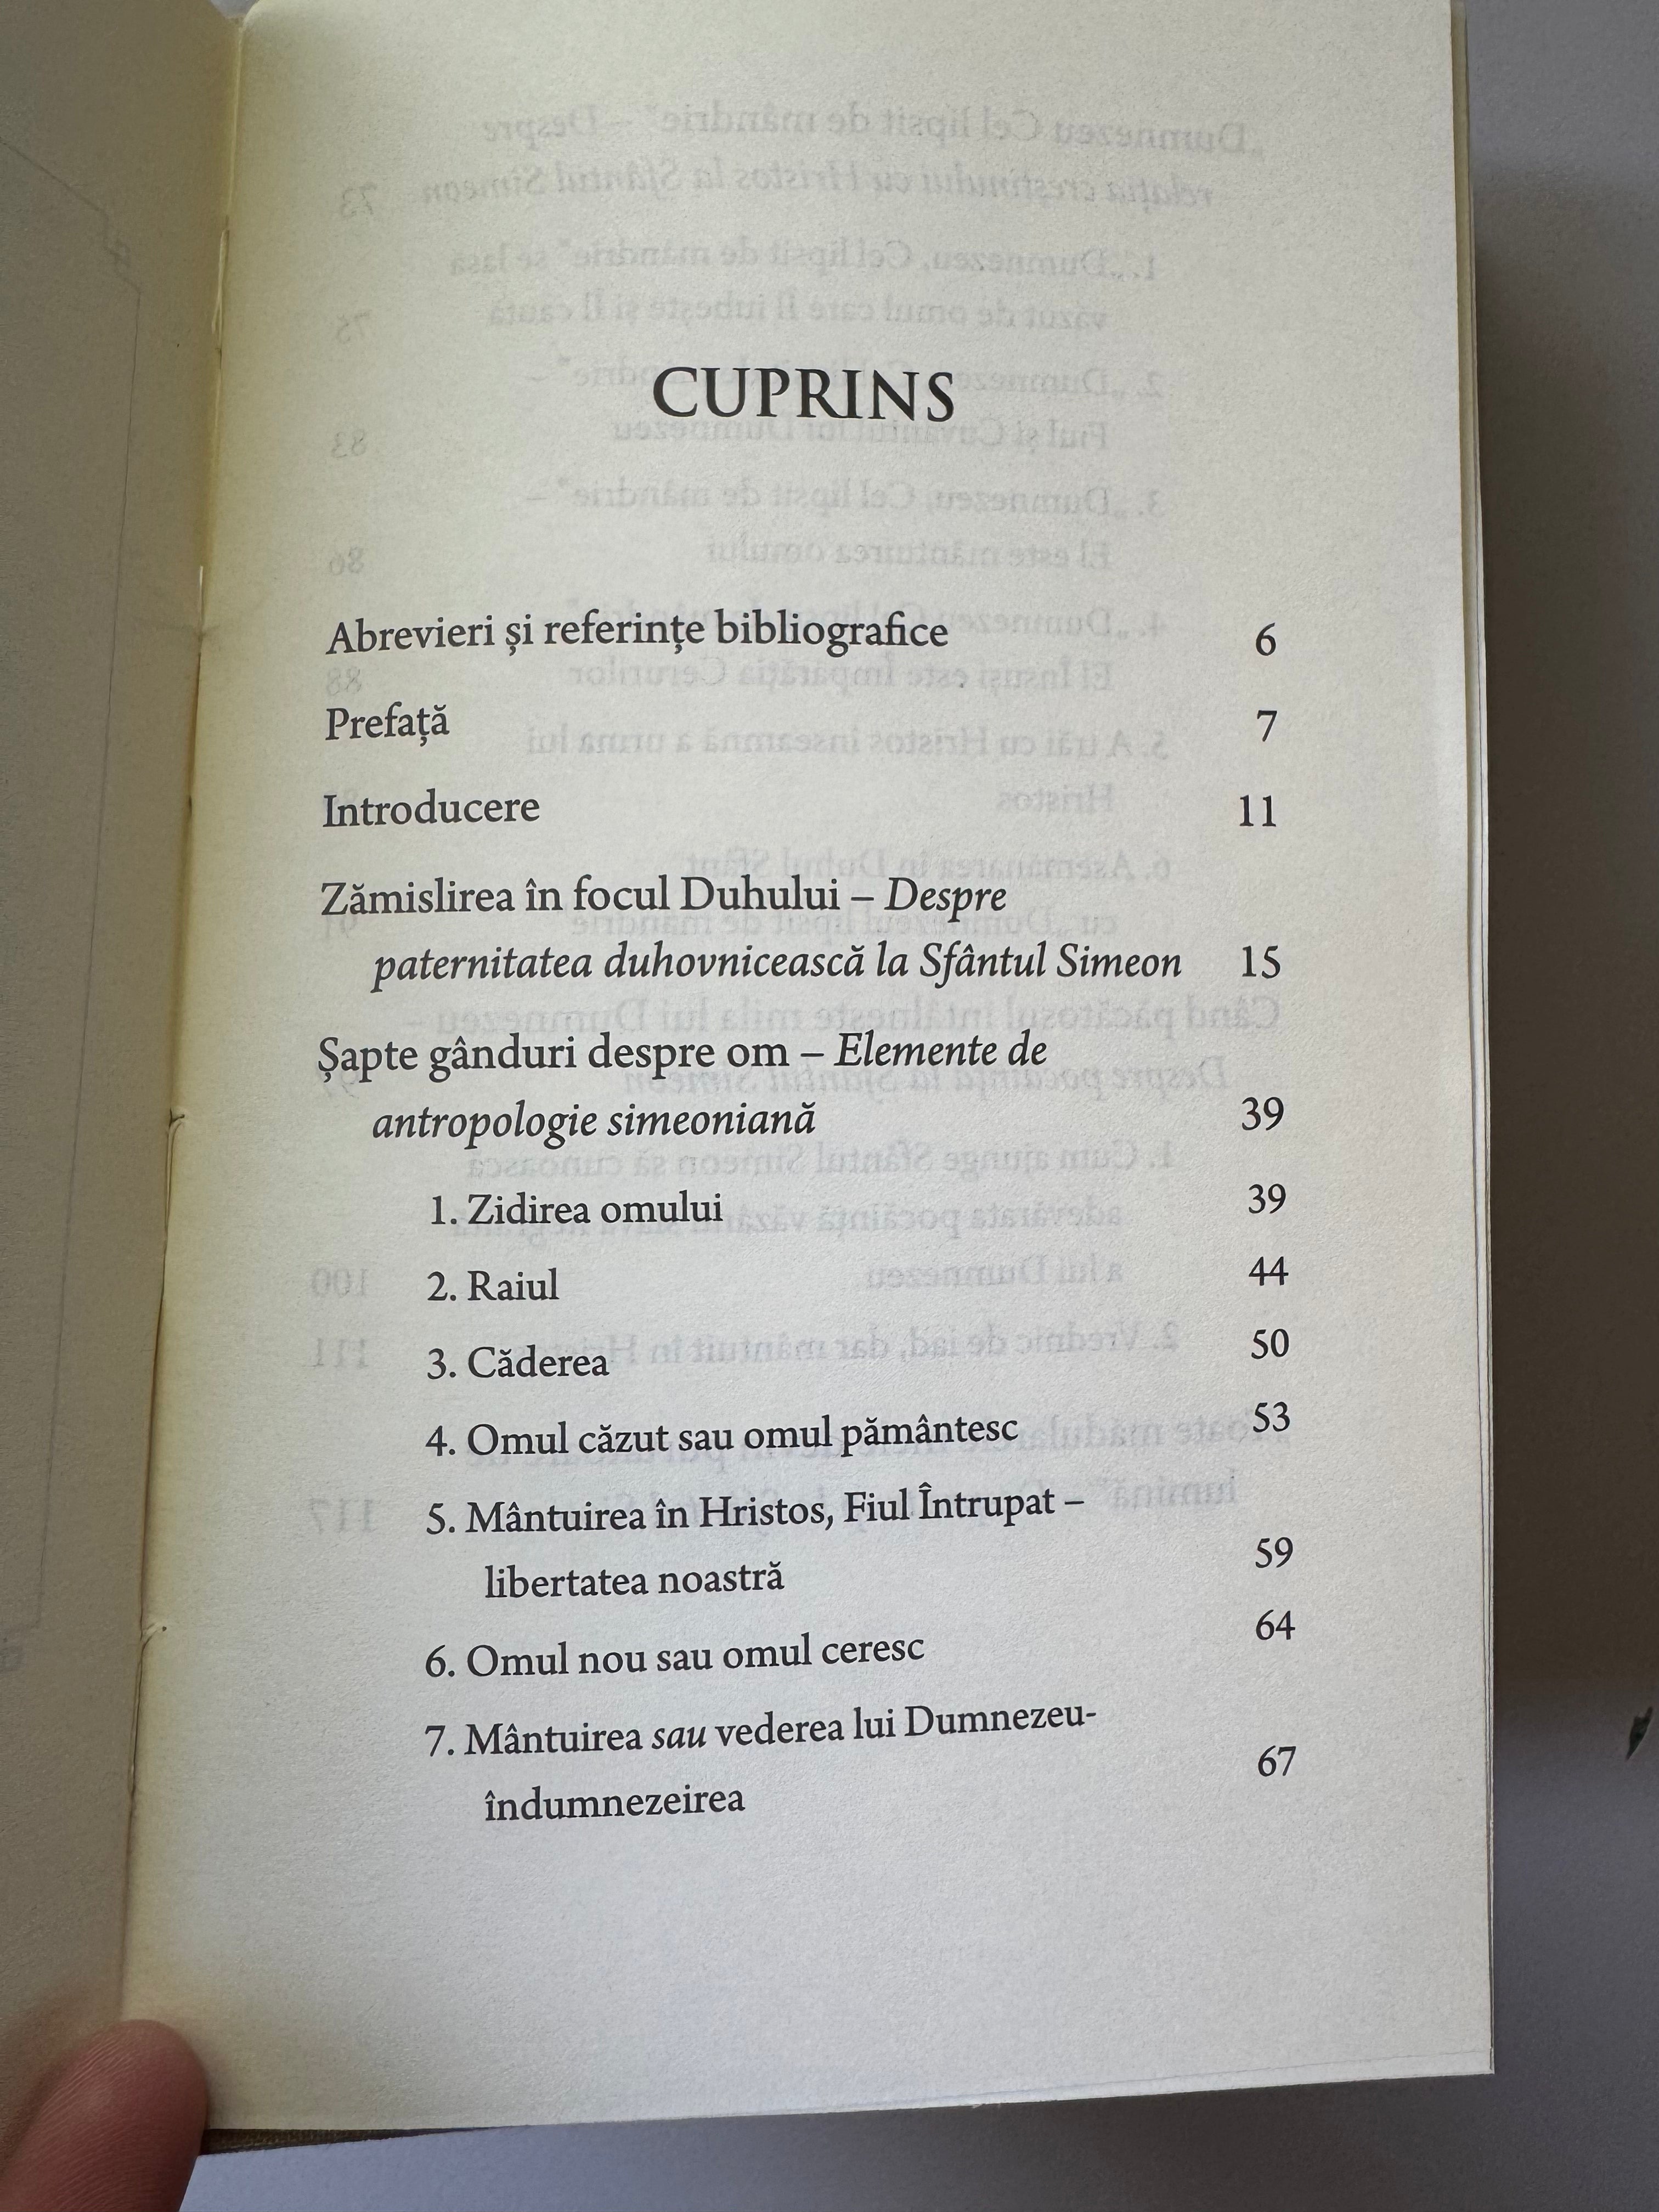 CUPRINS
Abrevieri și referințe bibliografice 6
Prefață 7
Introducere 11
Zămislirea în focul Duhului – Despre
paternitatea duhovnicească la Sfântul Simeon 15
Șapte gânduri despre om – Elemente de
antropologie simeoniană 39
1. Zidirea omului 39
2. Raiul 44
3. Căderea 50
4. Omul căzut sau omul pământesc 53
5. Mântuirea în Hristos, Fiul Întrupat –
libertatea noastră 59
6. Omul nou sau omul ceresc 64
7. Mântuirea sau vederea lui Dumnezeu-
îndumnezeirea 67